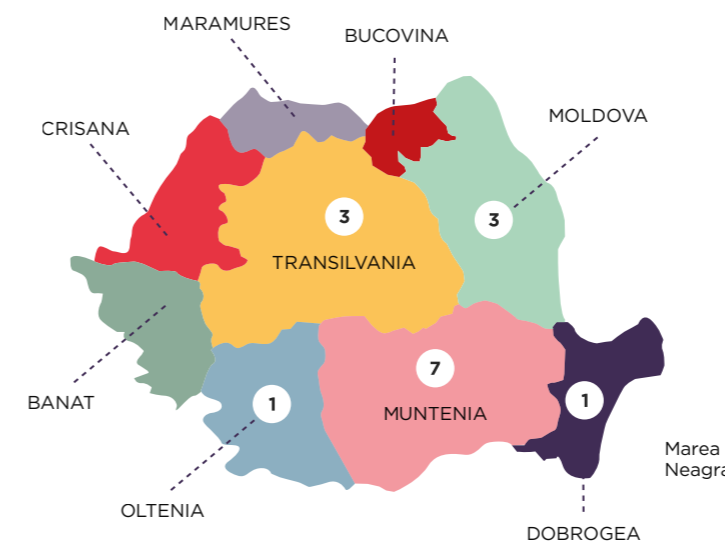 MARAMURES
BUCOVINA
CRISANA
MOLDOVA
3
3
TRANSILVANIA
7
1
1
BANAT
MUNTENIA
Marea
Neagra
OLTENIA
DOBROGEA